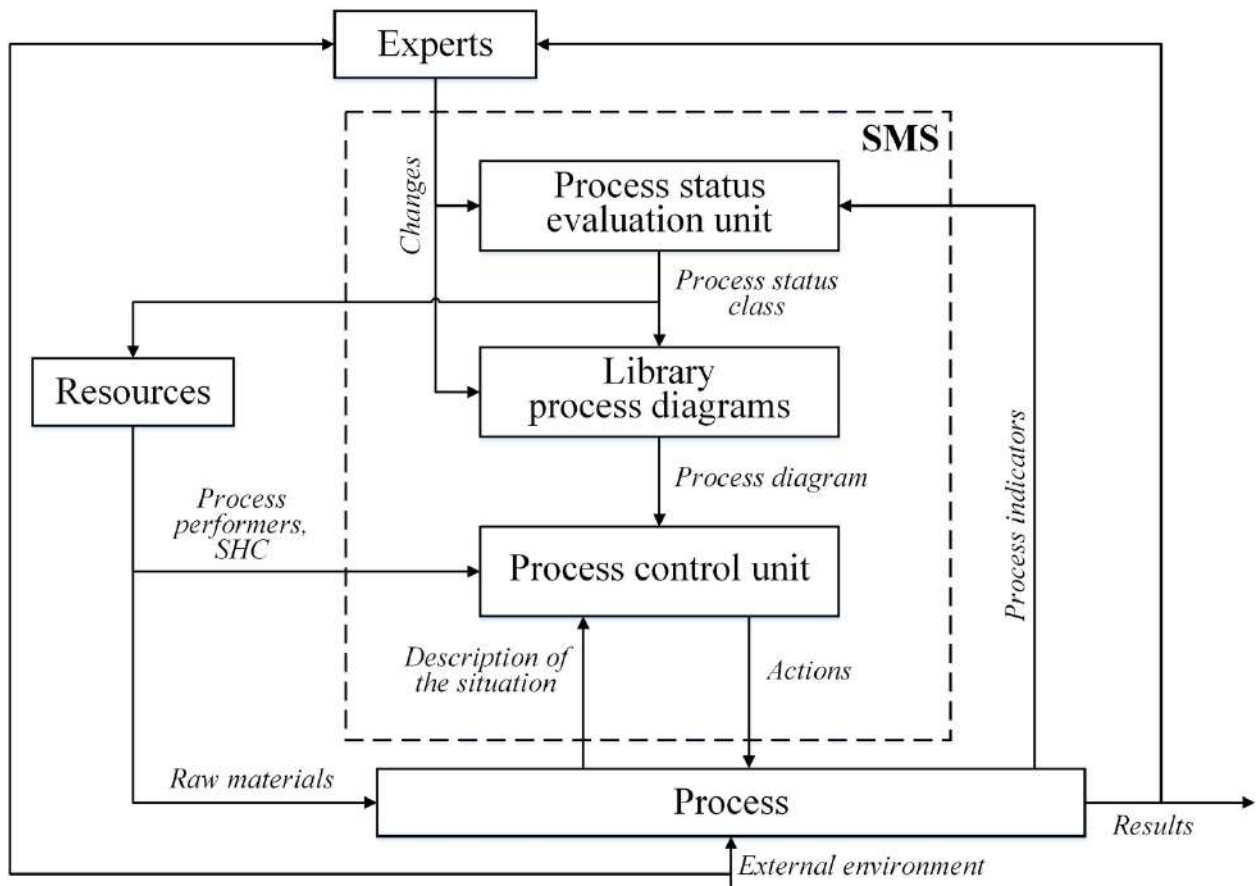 Experts
SMS
Changes
Process status
evaluation unit
Process status
class
Resources
Library
process diagrams
Process indicators
Process diagram
Process
performers,
SHC
Process control unit
Description of
the situation
Actions
Raw materials
Process
Results
External environment